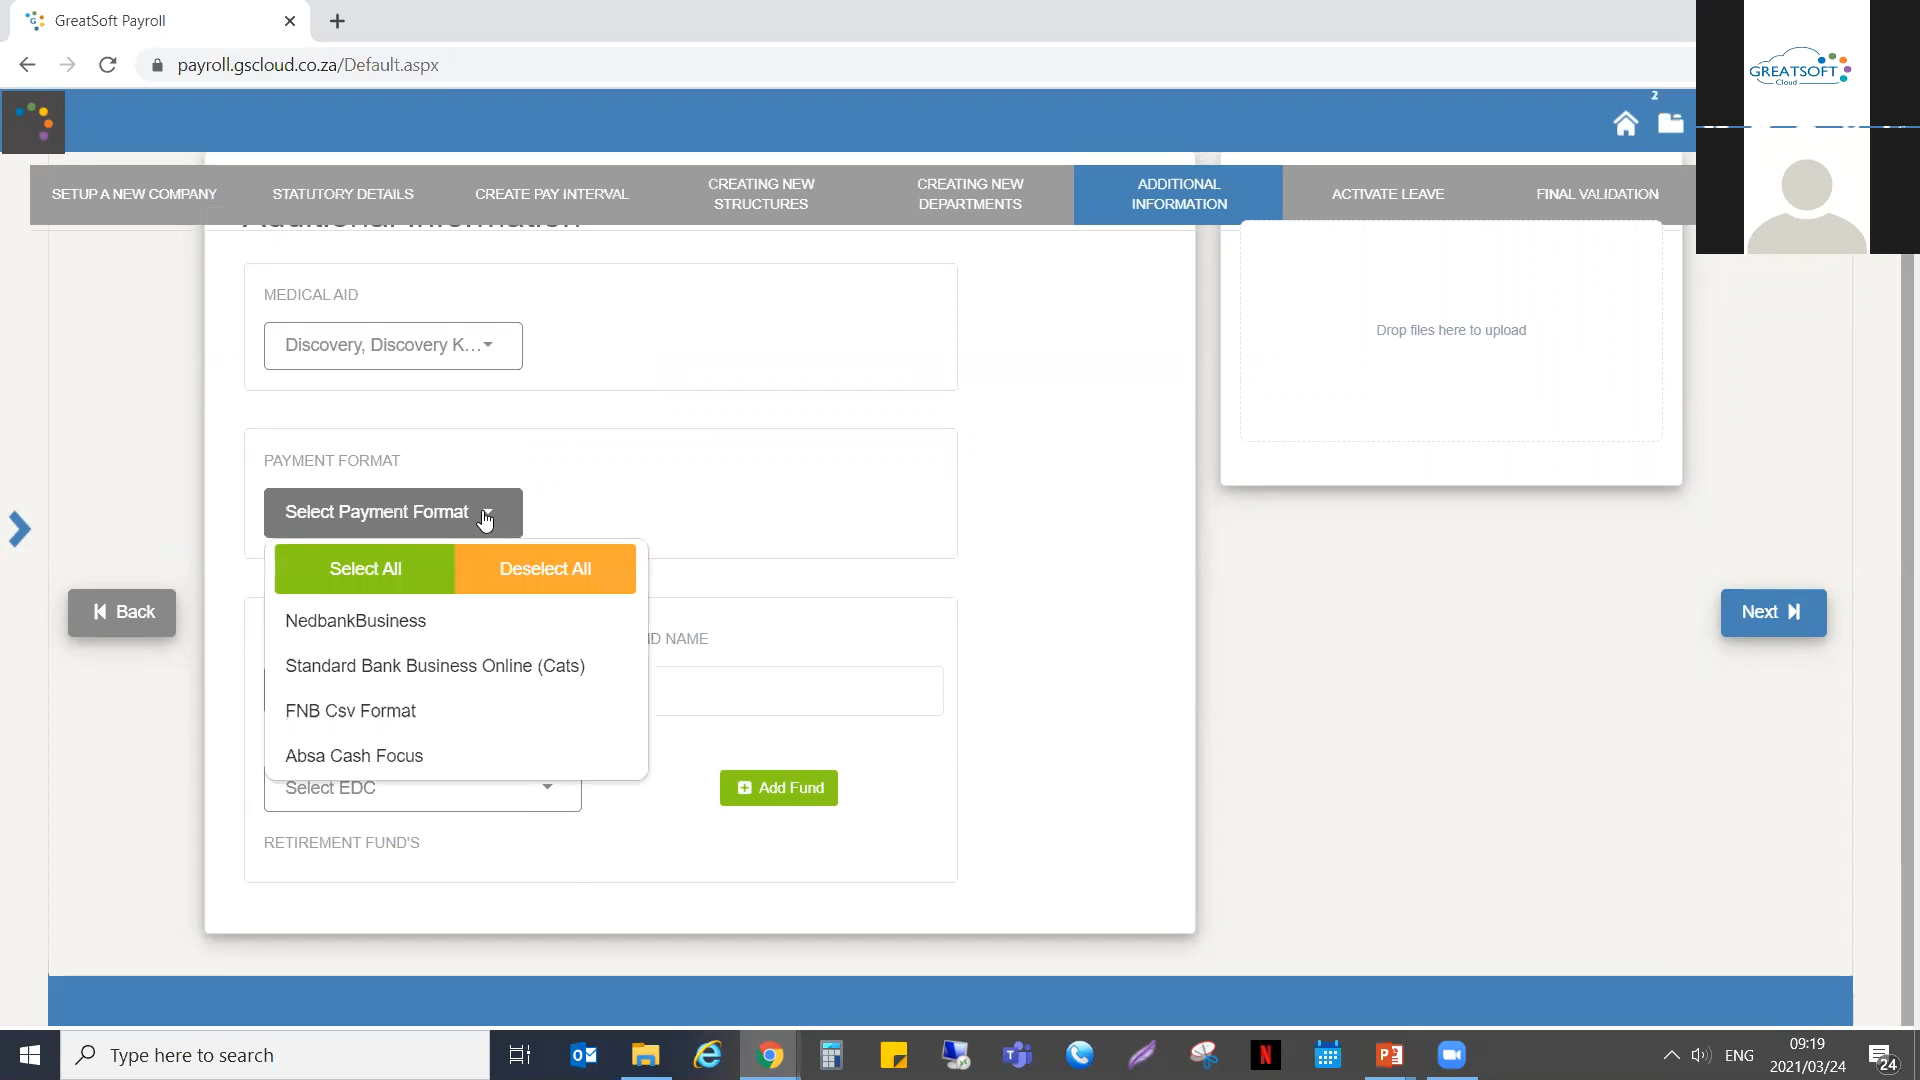 GreatSoft Payroll
payroll.gscloud.co.za/Default.aspx
GREATSOFT
Cloud
2
SETUP A NEW COMPANY
STATUTORY DETAILS
CREATE PAY INTERVAL
CREATING NEW
STRUCTURES
CREATING NEW
DEPARTMENTS
ADDITIONAL
INFORMATION
ACTIVATE LEAVE
FINAL VALIDATION
Additional Information
MEDICAL AID
Discovery, Discovery K...
Drop files here to upload
PAYMENT FORMAT
Select Payment Format
Select All
Deselect All
NedbankBusiness
Standard Bank Business Online (Cats)
FNB Csv Format
Absa Cash Focus
Back
Next
NAME
Select EDC
Add Fund
RETIREMENT FUND'S
Type here to search
ENG
09:19
2021/03/24
24